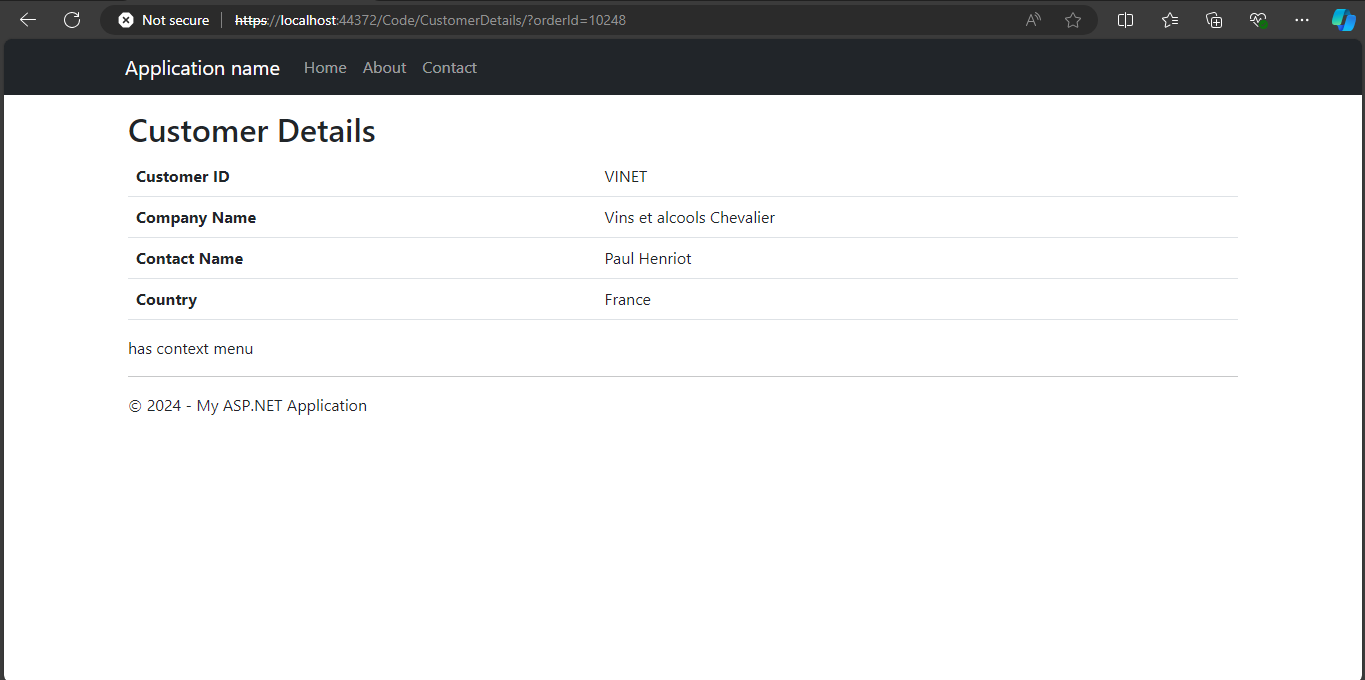 Not secure https://localhost:44372/Code/CustomerDetails/?orderId=10248
Application name Home About Contact
Customer Details
Customer ID VINET
Company Name Vins et alcools Chevalier
Contact Name Paul Henriot
Country France
has context menu
© 2024 - My ASP.NET Application